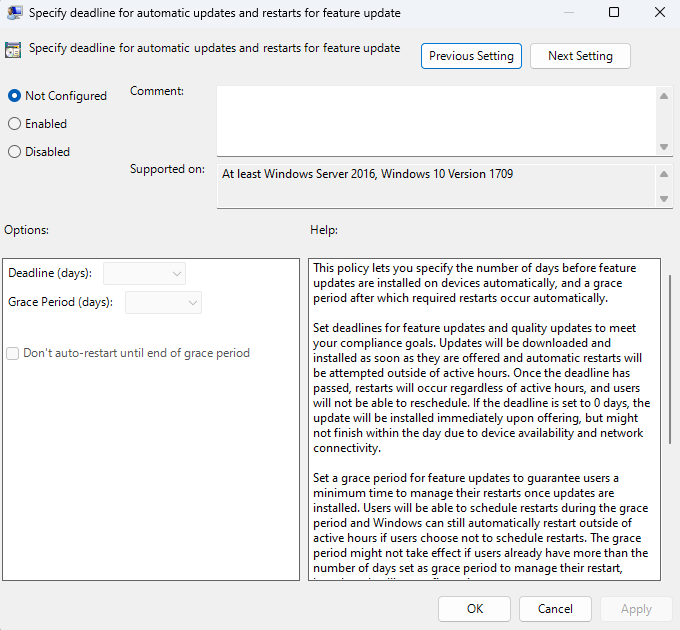 Specify deadline for automatic updates and restarts for feature update
Specify deadline for automatic updates and restarts for feature update
Previous Setting
Next Setting
Not Configured
Enabled
Disabled
Comment:
Supported on:
At least Windows Server 2016, Windows 10 Version 1709
Options:
Help:
Deadline (days):
Grace Period (days):
Don't auto-restart until end of grace period
This policy lets you specify the number of days before feature
updates are installed on devices automatically, and a grace
period after which required restarts occur automatically.
Set deadlines for feature updates and quality updates to meet
your compliance goals. Updates will be downloaded and
installed as soon as they are offered and automatic restarts will
be attempted outside of active hours. Once the deadline has
passed, restarts will occur regardless of active hours, and users
will not be able to reschedule. If the deadline is set to 0 days, the
update will be installed immediately upon offering, but might
not finish within the day due to device availability and network
connectivity.
Set a grace period for feature updates to guarantee users a
minimum time to manage their restarts once updates are
installed. Users will be able to schedule restarts during the grace
period and Windows can still automatically restart outside of
active hours if users choose not to schedule restarts. The grace
period might not take effect if users already have more than the
number of days set as grace period to manage their restart,
OK
Cancel
Apply